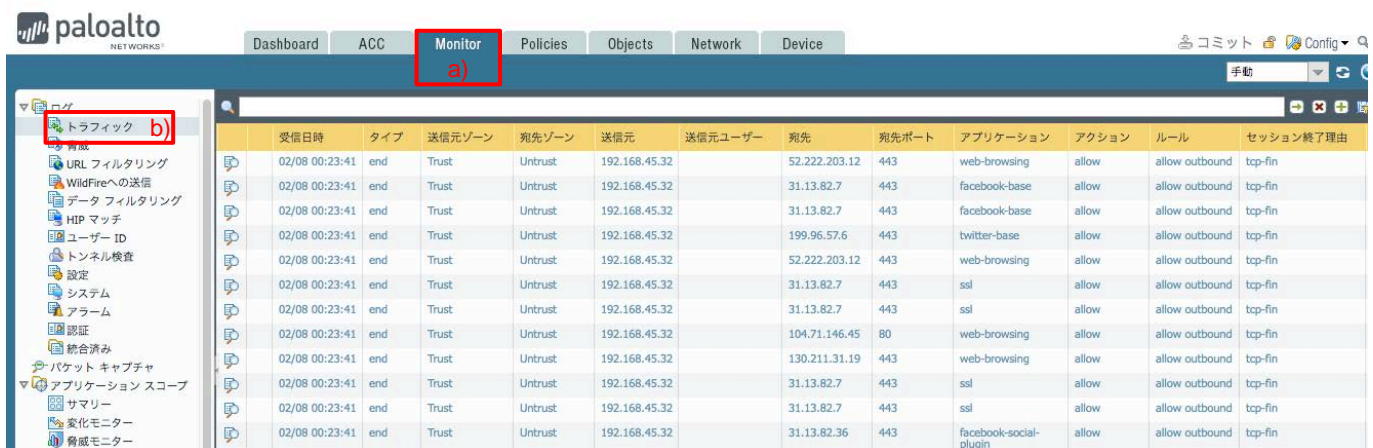 paloalto
NETWORKS®
Dashboard ACC Monitor Policies Objects Network Device
a)
コミット Config
手動
ログ
トラフィック b)
脅威
URL フィルタリング
WildFireへの送信
データ フィルタリング
HIP マッチ
ユーザー ID
トンネル検査
設定
システム
アラーム
認証
統合済み
パケット キャプチャ
アプリケーション スコープ
サマリー
変化モニター
脅威モニター
受信日時 タイプ 送信元ゾーン 宛先ゾーン 送信元 送信元ユーザー 宛先 宛先ポート アプリケーション アクション ルール セッション終了理由
02/08 00:23:41 end Trust Untrust 192.168.45.32 52.222.203.12 443 web-browsing allow allow outbound tcp-fin
02/08 00:23:41 end Trust Untrust 192.168.45.32 31.13.82.7 443 facebook-base allow allow outbound tcp-fin
02/08 00:23:41 end Trust Untrust 192.168.45.32 31.13.82.7 443 facebook-base allow allow outbound tcp-fin
02/08 00:23:41 end Trust Untrust 192.168.45.32 199.96.57.6 443 twitter-base allow allow outbound tcp-fin
02/08 00:23:41 end Trust Untrust 192.168.45.32 52.222.203.12 443 web-browsing allow allow outbound tcp-fin
02/08 00:23:41 end Trust Untrust 192.168.45.32 31.13.82.7 443 ssl allow allow outbound tcp-fin
02/08 00:23:41 end Trust Untrust 192.168.45.32 31.13.82.7 443 ssl allow allow outbound tcp-fin
02/08 00:23:41 end Trust Untrust 192.168.45.32 104.71.146.45 80 web-browsing allow allow outbound tcp-fin
02/08 00:23:41 end Trust Untrust 192.168.45.32 130.211.31.19 443 web-browsing allow allow outbound tcp-fin
02/08 00:23:41 end Trust Untrust 192.168.45.32 31.13.82.7 443 ssl allow allow outbound tcp-fin
02/08 00:23:41 end Trust Untrust 192.168.45.32 31.13.82.7 443 ssl allow allow outbound tcp-fin
02/08 00:23:41 end Trust Untrust 192.168.45.32 31.13.82.36 443 facebook-social- allow allow outbound tcp-fin
plugin